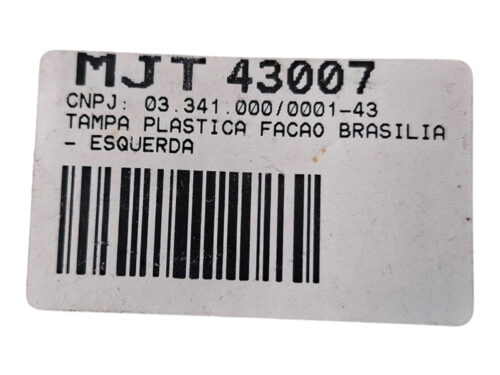 MJT 43007
CNPJ: 03.341.000/0001-43
TAMPA PLASTICA FACAO BRASILIA
- ESQUERDA